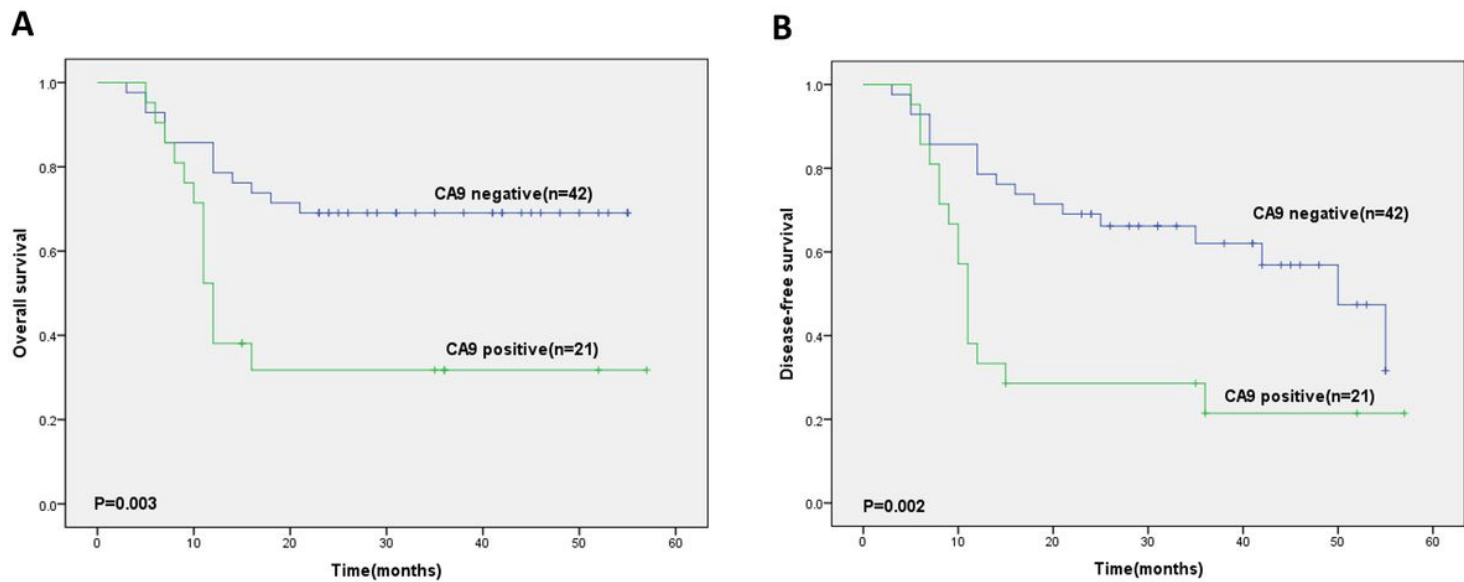 A
1.0
0.8
0.6
0.4
0.2
0.0
Overall survival
CA9 negative(n=42)
CA9 positive(n=21)
P=0.003
0 10 20 30 40 50 60
Time(months)
B
1.0
0.8
0.6
0.4
0.2
0.0
Disease-free survival
CA9 negative(n=42)
CA9 positive(n=21)
P=0.002
0 10 20 30 40 50 60
Time(months)